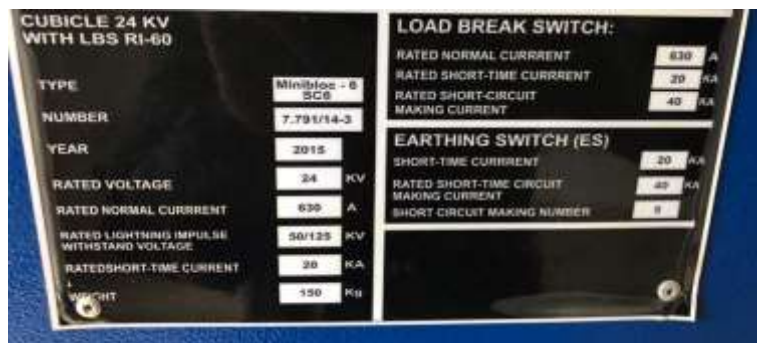 CUBICLE 24 KV
WITH LBS RI-60
TYPE Minibloc - 6
SC6
NUMBER 7.791/14-3
YEAR 2015
RATED VOLTAGE 24 KV
RATED NORMAL CURRRENT 630 A
RATED LIGHTNING IMPULSE
WITHSTAND VOLTAGE 50/125 KV
RATEDSHORT-TIME CURRENT 20 KA
WEIGHT 150 Kg
LOAD BREAK SWITCH:
RATED NORMAL CURRRENT 630 A
RATED SHORT-TIME CURRRENT 20 KA
RATED SHORT-CIRCUIT
MAKING CURRENT 40 KA
EARTHING SWITCH (ES)
SHORT-TIME CURRRENT 20 KA
RATED SHORT-TIME CIRCUIT
MAKING CURRENT 40 KA
SHORT CIRCUIT MAKING NUMBER